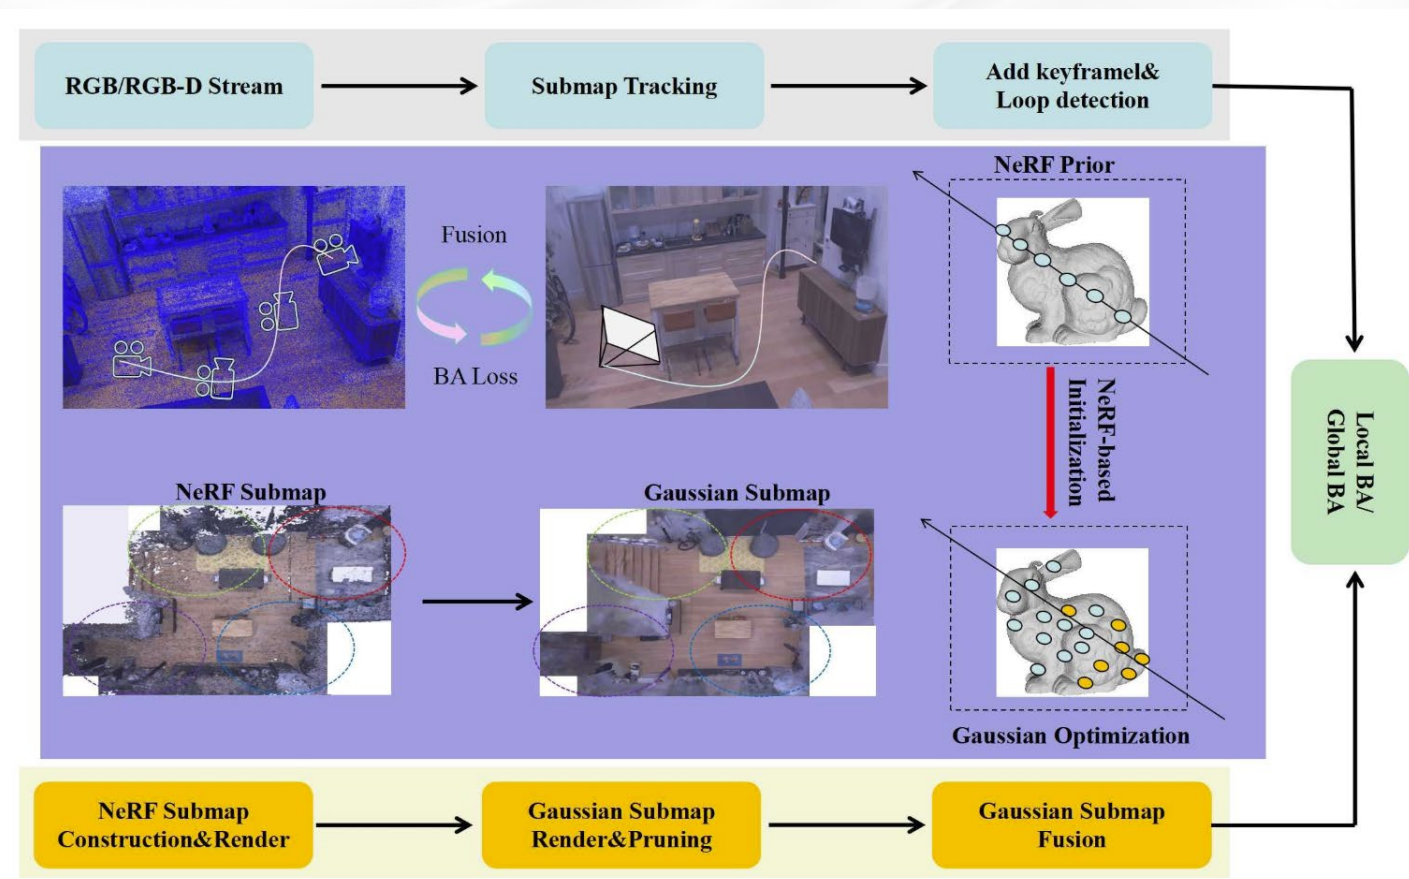 RGB/RGB-D Stream
Submap Tracking
Add keyframel&
Loop detection
NeRF Prior
Fusion
BA Loss
NeRF-based
Initialization
Local BA/
Global BA
NeRF Submap
Gaussian Submap
Gaussian Optimization
NeRF Submap
Construction&Render
Gaussian Submap
Render&Pruning
Gaussian Submap
Fusion